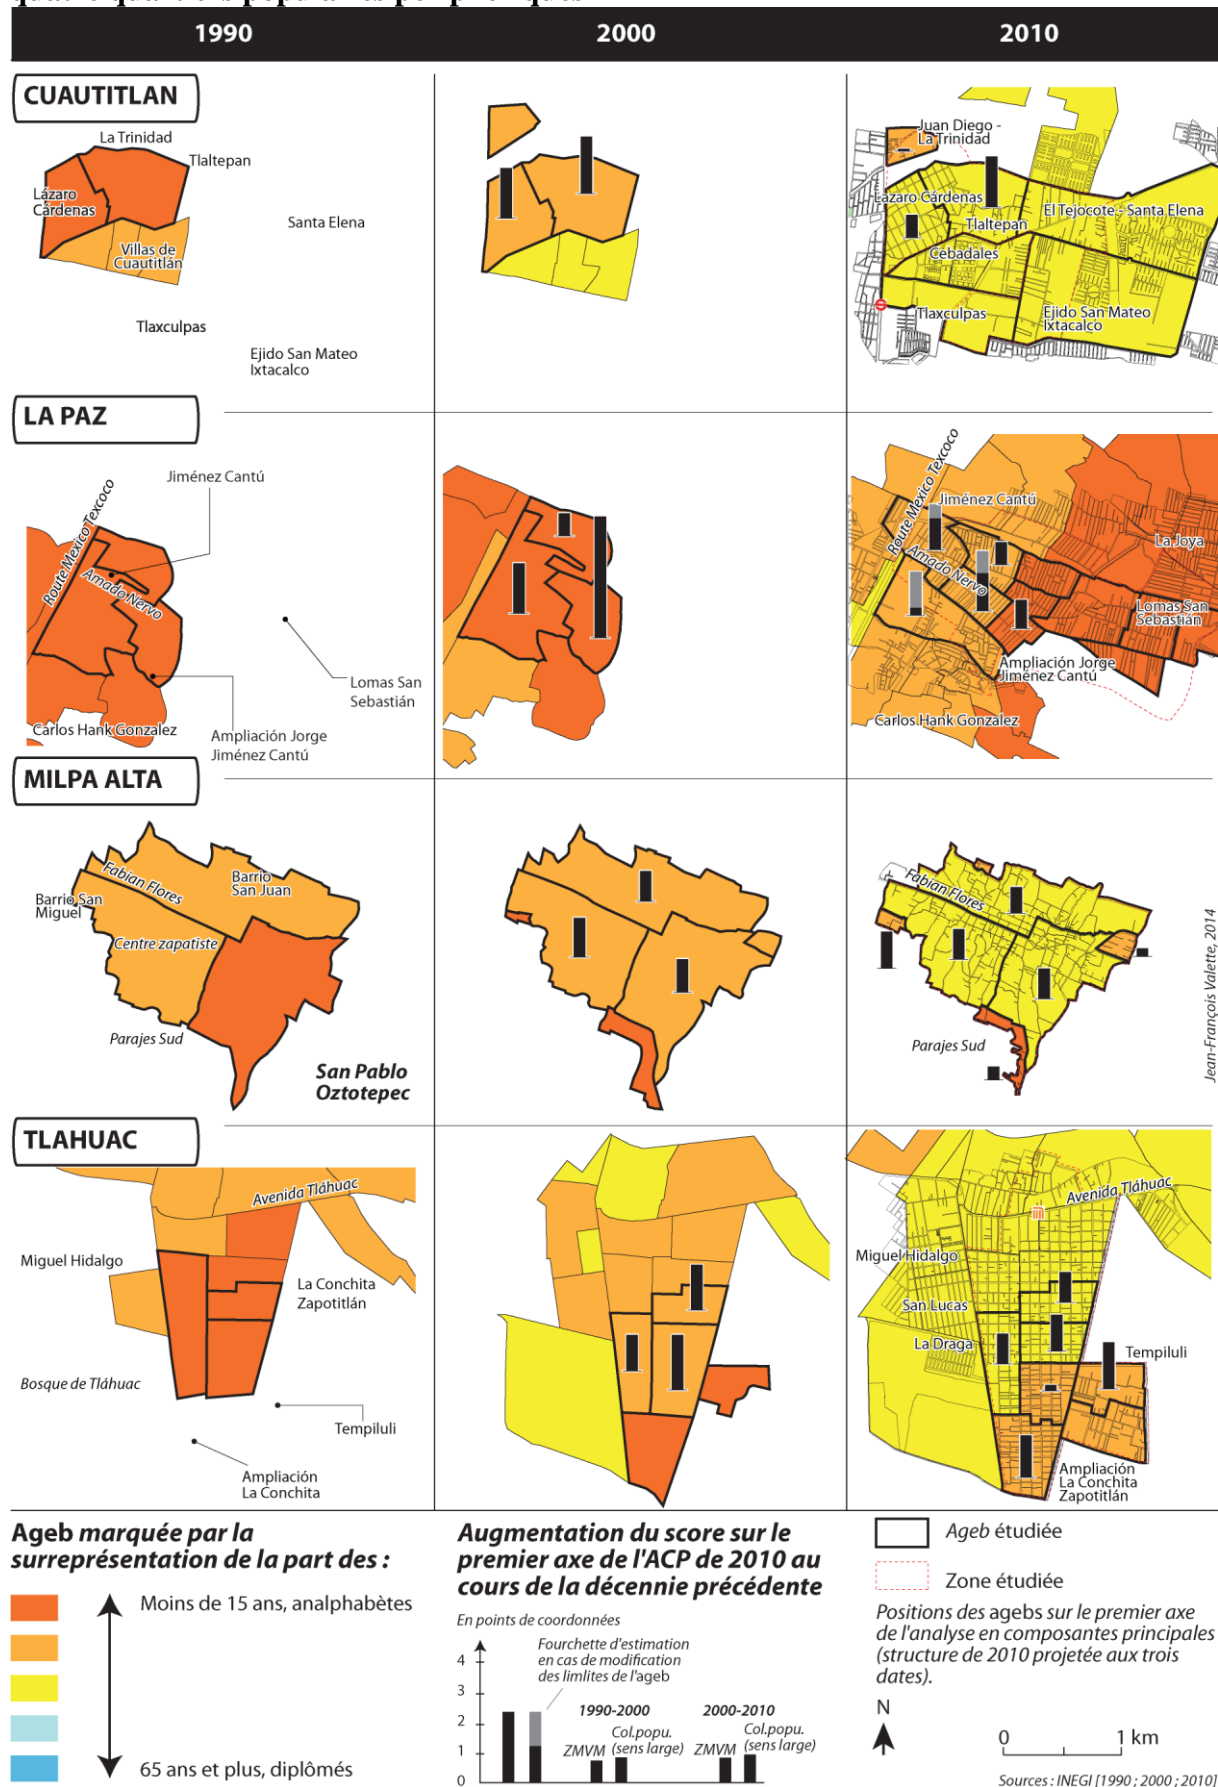 quatre quartiers populaires périphériques
1990
2000
2010
CUAUTITLAN
La Trinidad
Tlaltepan
Lázaro
Cárdenas
Santa Elena
Villas de
Cuautitlán
Tlaxculpas
Ejido San Mateo
Ixtacalco
Juan Diego -
La Trinidad
Lázaro Cárdenas
El Tejocote - Santa Elena
Tlaltepan
Cebadales
Tlaxculpas
Ejido San Mateo
Ixtacalco
LA PAZ
Jiménez Cantú
Route Mexico Texcoco
Amado Nervo
Lomas San
Sebastián
Carlos Hank Gonzalez
Ampliación Jorge
Jiménez Cantú
Route Mexico Texcoco
Jiménez Cantú
La Joya
Amado Nervo
Lomas San
Sebastián
Ampliación Jorge
Jiménez Cantú
Carlos Hank Gonzalez
MILPA ALTA
Fabian Flores
Barrio
San Juan
Barrio San
Miguel
Centre zapatiste
Parajes Sud
San Pablo
Oztotepec
Fabian Flores
Parajes Sud
Jean-François Valette, 2014
TLAHUAC
Avenida Tláhuac
Miguel Hidalgo
La Conchita
Zapotitlán
Bosque de Tláhuac
Tempiluli
Ampliación
La Conchita
Avenida Tláhuac
Miguel Hidalgo
San Lucas
La Draga
Tempiluli
Ampliación
La Conchita
Zapotitlán
Ageb marquée par la
surreprésentation de la part des :
Moins de 15 ans, analphabètes
65 ans et plus, diplômés
Augmentation du score sur le
premier axe de l'ACP de 2010 au
cours de la décennie précédente
En points de coordonnées
Fourchette d'estimation
en cas de modification
des limlites de l'ageb
4
3
2
1
0
1990-2000
2000-2010
ZMVM
Col.popu.
(sens large)
ZMVM
Col.popu.
(sens large)
Ageb étudiée
Zone étudiée
Positions des agebs sur le premier axe
de l'analyse en composantes principales
(structure de 2010 projetée aux trois
dates).
N
0
1 km
Sources : INEGI [1990 ; 2000 ; 2010]